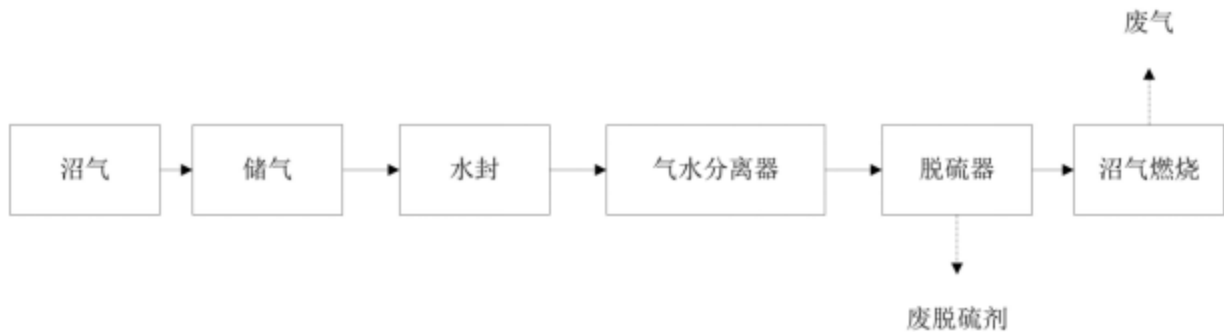 废气
沼气
储气
水封
气水分离器
脱硫器
沼气燃烧
废脱硫剂